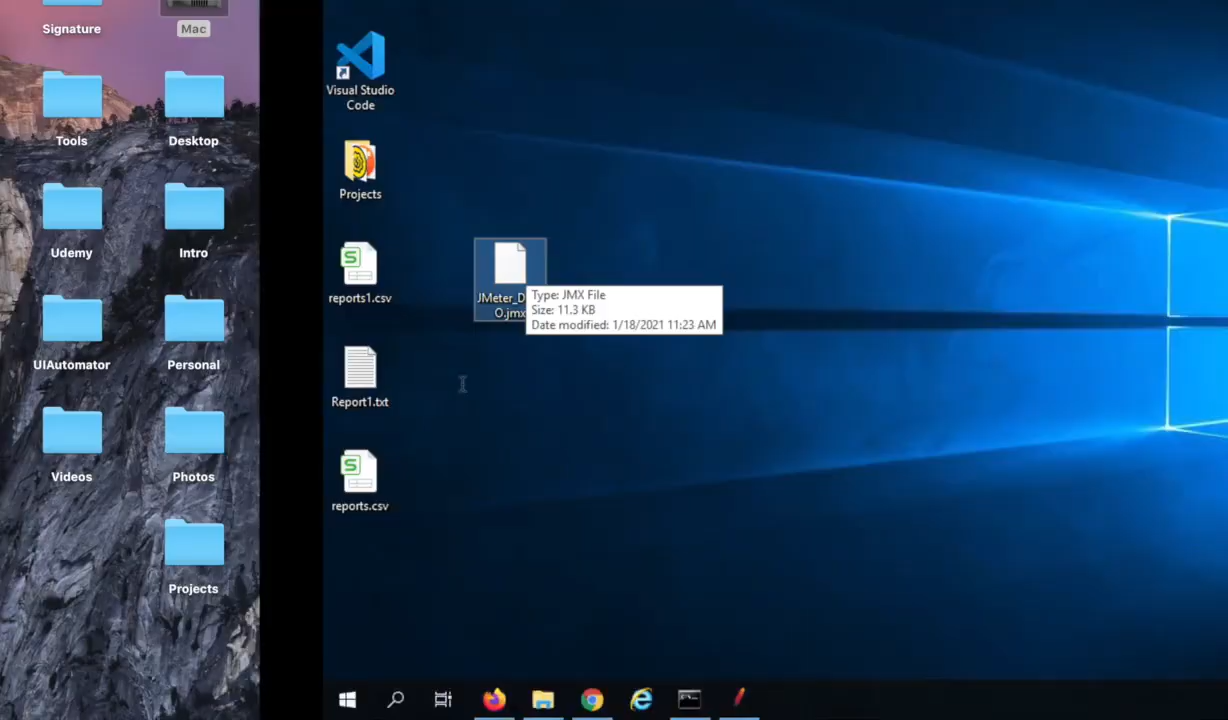 Signature
Mac
Tools
Desktop
Udemy
Intro
UIAutomator
Personal
Videos
Photos
Projects
Visual Studio
Code
Projects
reports1.csv
Report1.txt
reports.csv
JMeter_D
O.jmx
Type: JMX File
Size: 11.3 KB
Date modified: 1/18/2021 11:23 AM